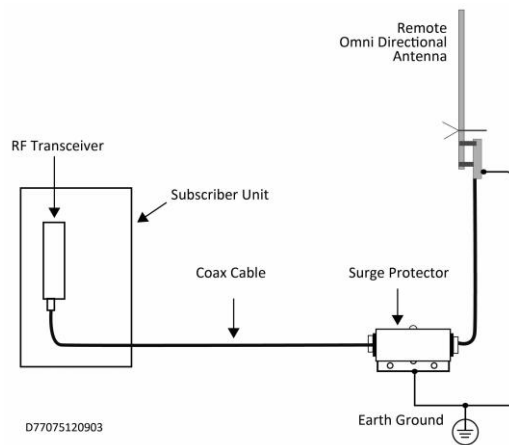 Remote
Omni Directional
Antenna
RF Transceiver
Subscriber Unit
Coax Cable
Surge Protector
Earth Ground
D77075120903